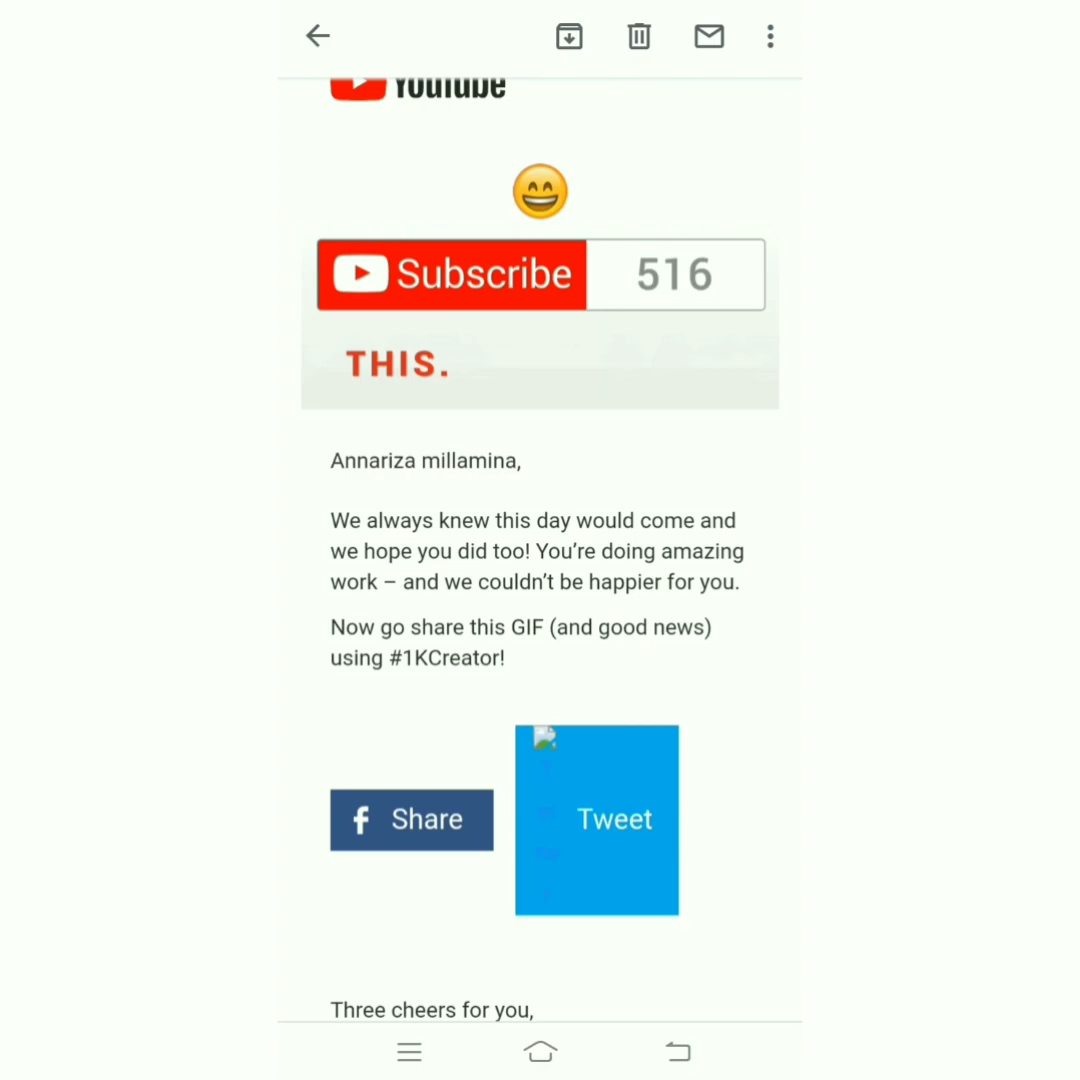 YouTube
Subscribe 516
THIS.
Annariza millamina,
We always knew this day would come and
we hope you did too! You’re doing amazing
work – and we couldn’t be happier for you.
Now go share this GIF (and good news)
using #1KCreator!
f Share
Tweet
Three cheers for you,